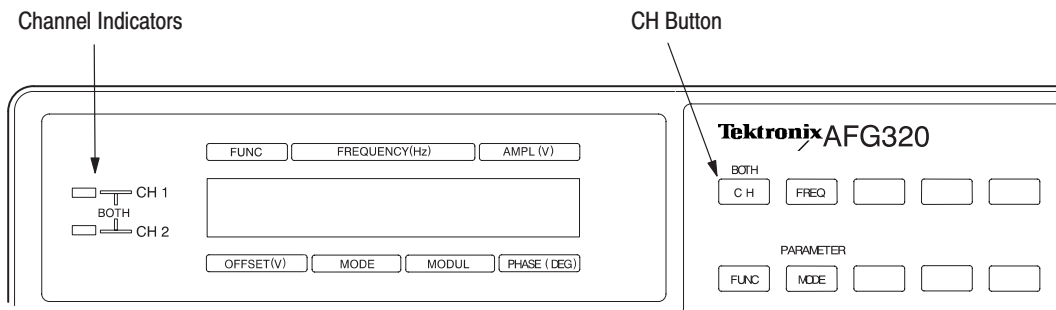 Channel Indicators
CH Button
Tektronix AFG320
FUNC FREQUENCY(Hz) AMPL (V)
BOTH
CH FREQ
CH 1
BOTH
CH 2
OFFSET(V) MODE MODUL PHASE (DEG)
PARAMETER
FUNC MODE